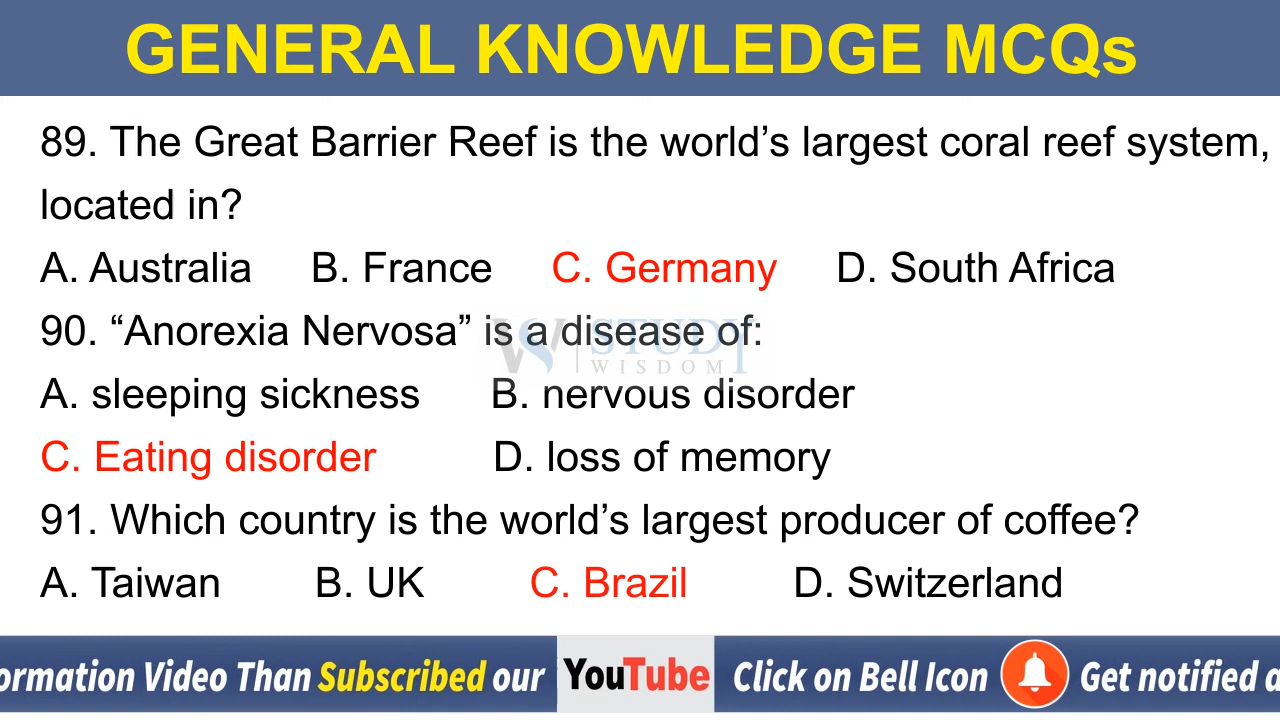 GENERAL KNOWLEDGE MCQs
89. The Great Barrier Reef is the world’s largest coral reef system,
located in?
A. Australia B. France C. Germany D. South Africa
90. “Anorexia Nervosa” is a disease of:
STUDY
WISDOM
A. sleeping sickness B. nervous disorder
C. Eating disorder D. loss of memory
91. Which country is the world’s largest producer of coffee?
A. Taiwan B. UK C. Brazil D. Switzerland
ormation Video Than Subscribed our YouTube Click on Bell Icon Get notified a